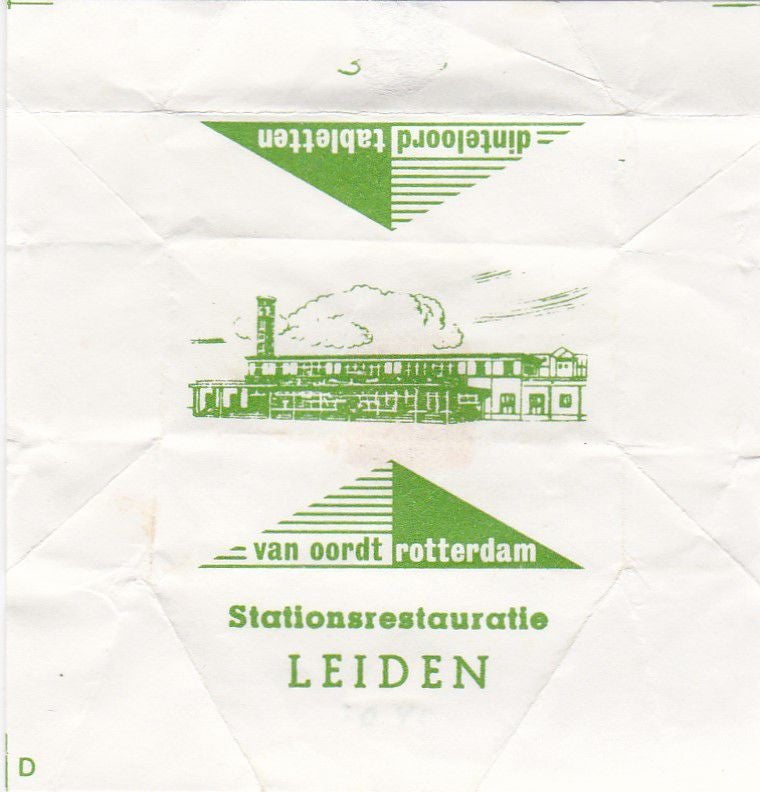 dinteloord tabletten
van oordt rotterdam
Stationsrestauratie
LEIDEN
D